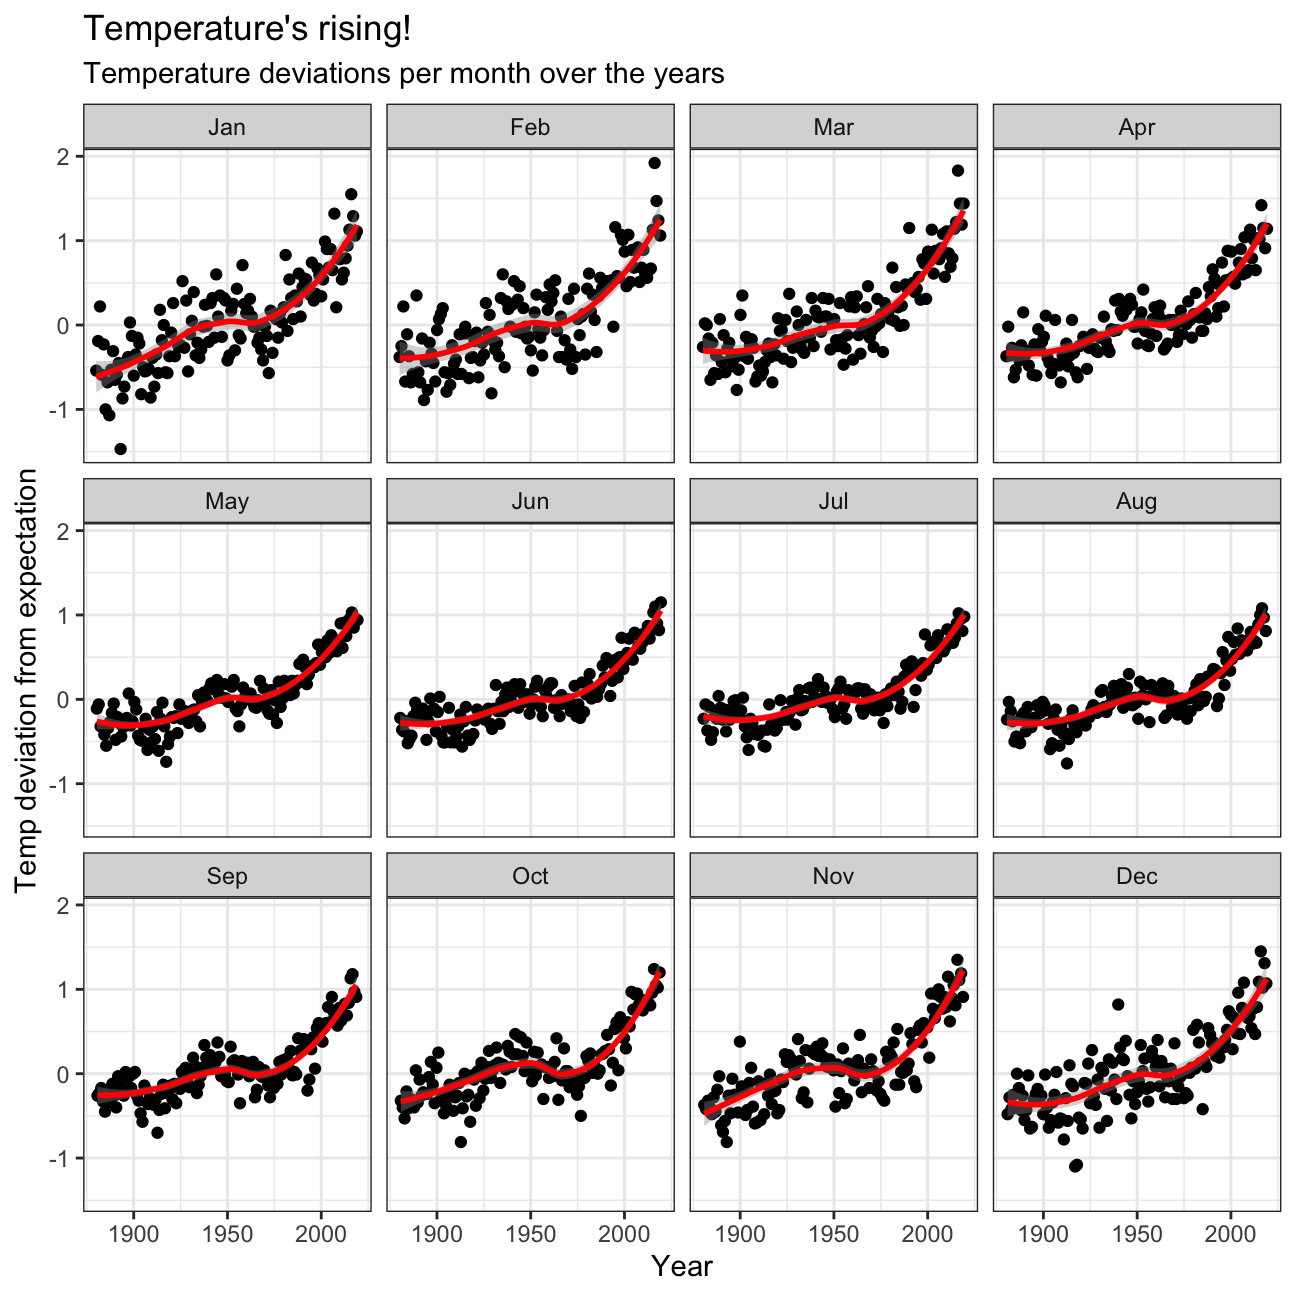 Temperature's rising!
Temperature deviations per month over the years
Jan Feb Mar Apr
2
1
0
-1
May Jun Jul Aug
2
1
0
-1
Sep Oct Nov Dec
2
1
0
-1
Temp deviation from expectation
1900 1950 2000 1900 1950 2000 1900 1950 2000 1900 1950 2000
Year